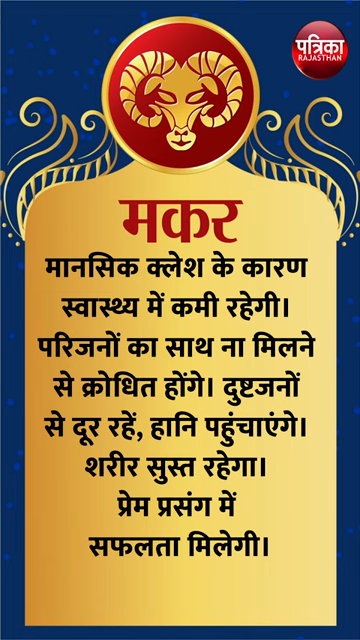 पत्रिका
RAJASTHAN
मकर
मानसिक क्लेश के कारण
स्वास्थ्य में कमी रहेगी।
परिजनों का साथ ना मिलने
से क्रोधित होंगे। दुष्टजनों
से दूर रहें, हानि पहुंचाएंगे।
शरीर सुस्त रहेगा।
प्रेम प्रसंग में
सफलता मिलेगी।